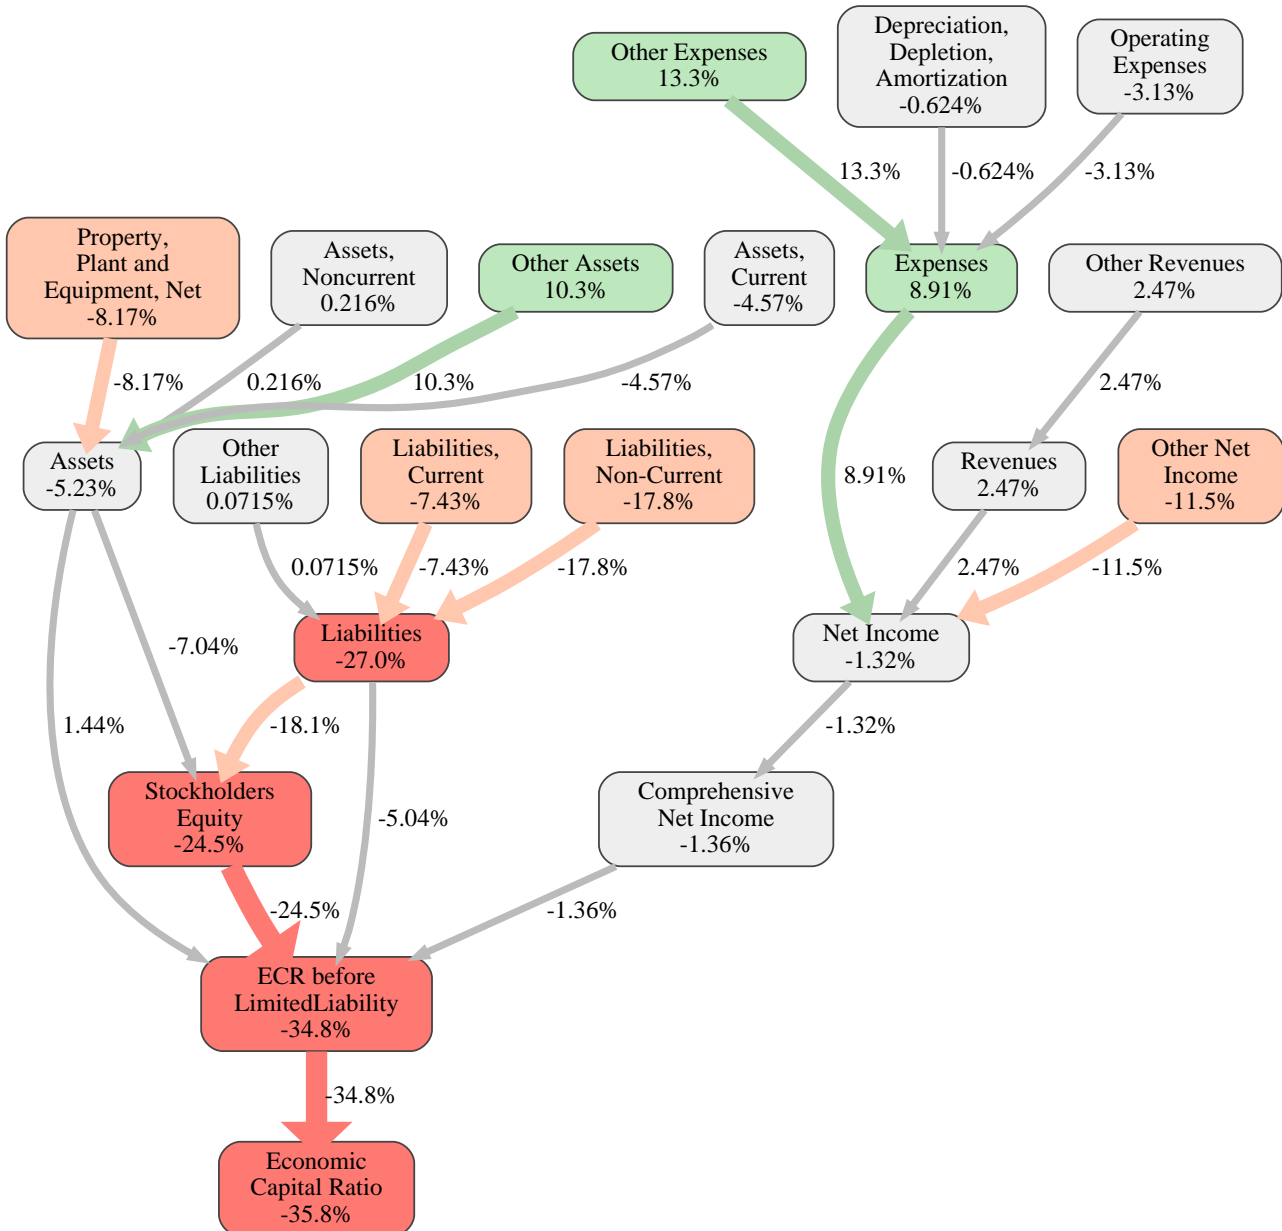 Other Expenses
13.3%
Depreciation,
Depletion,
Amortization
-0.624%
Operating
Expenses
-3.13%
13.3%
-0.624%
-3.13%
Property,
Plant and
Equipment, Net
-8.17%
Assets,
Noncurrent
0.216%
Other Assets
10.3%
Assets,
Current
-4.57%
Expenses
8.91%
Other Revenues
2.47%
-8.17%
0.216%
10.3%
-4.57%
2.47%
Assets
-5.23%
Other
Liabilities
0.0715%
Liabilities,
Current
-7.43%
Liabilities,
Non-Current
-17.8%
8.91%
Revenues
2.47%
Other Net
Income
-11.5%
0.0715%
-7.43%
-17.8%
2.47%
-11.5%
Liabilities
-27.0%
Net Income
-1.32%
-7.04%
1.44%
-18.1%
-1.32%
Stockholders
Equity
-24.5%
-5.04%
Comprehensive
Net Income
-1.36%
-24.5%
-1.36%
ECR before
LimitedLiability
-34.8%
-34.8%
Economic
Capital Ratio
-35.8%